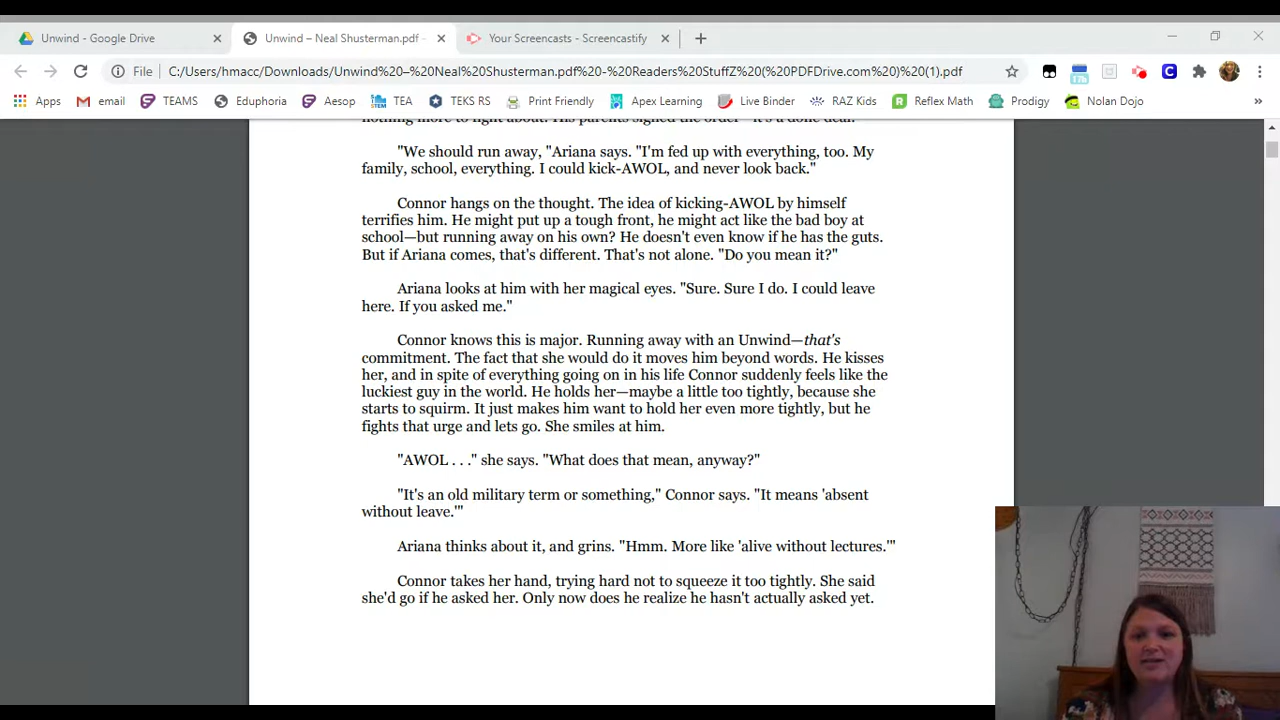 Unwind - Google Drive
Unwind – Neal Shusterman.pdf -
Your Screencasts - Screencastify
File
C:/Users/hmacc/Downloads/Unwind%20-%20Neal%20Shusterman.pdf%20-%20Readers%20Stuff7%20(%20PDFDrive.com%20)%20(1).pdf
Apps
email
TEAMS
Eduphoria
Aesop
TEA
TEKS RS
Print Friendly
Apex Learning
Live Binder
RAZ Kids
Reflex Math
Prodigy
Nolan Dojo
nothing more to fight about. His parents signed the order—it's a done deal.
"We should run away, "Ariana says. "I'm fed up with everything, too. My
family, school, everything. I could kick-AWOL, and never look back."
Connor hangs on the thought. The idea of kicking-AWOL by himself
terrifies him. He might put up a tough front, he might act like the bad boy at
school—but running away on his own? He doesn't even know if he has the guts.
But if Ariana comes, that's different. That's not alone. "Do you mean it?"
Ariana looks at him with her magical eyes. "Sure. Sure I do. I could leave
here. If you asked me."
Connor knows this is major. Running away with an Unwind—that's
commitment. The fact that she would do it moves him beyond words. He kisses
her, and in spite of everything going on in his life Connor suddenly feels like the
luckiest guy in the world. He holds her—maybe a little too tightly, because she
starts to squirm. It just makes him want to hold her even more tightly, but he
fights that urge and lets go. She smiles at him.
"AWOL . . ." she says. "What does that mean, anyway?"
"It's an old military term or something," Connor says. "It means 'absent
without leave.'"
Ariana thinks about it, and grins. "Hmm. More like 'alive without lectures.'"
Connor takes her hand, trying hard not to squeeze it too tightly. She said
she'd go if he asked her. Only now does he realize he hasn't actually asked yet.